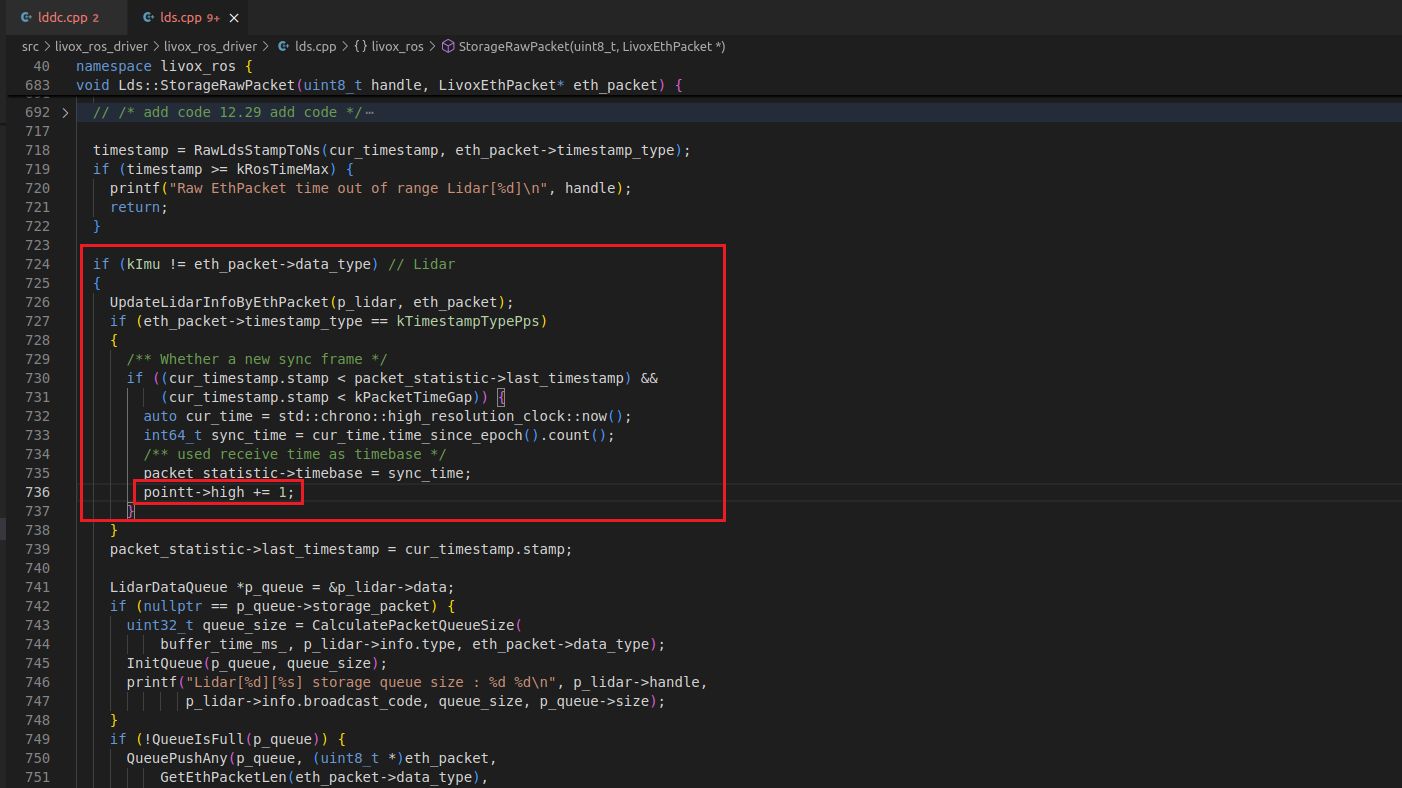 lddc.cpp 2
lds.cpp 9+
src > livox_ros_driver > livox_ros_driver > lds.cpp > {} livox_ros > StorageRawPacket(uint8_t, LivoxEthPacket *)
40 namespace livox_ros {
683 void Lds::StorageRawPacket(uint8_t handle, LivoxEthPacket* eth_packet) {
692 // /* add code 12.29 add code */⋯
717
718 timestamp = RawLdsStampToNs(cur_timestamp, eth_packet->timestamp_type);
719 if (timestamp >= kRosTimeMax) {
720 printf("Raw EthPacket time out of range Lidar[%d]\n", handle);
721 return;
722 }
723
724 if (kImu != eth_packet->data_type) // Lidar
725 {
726 UpdateLidarInfoByEthPacket(p_lidar, eth_packet);
727 if (eth_packet->timestamp_type == kTimestampTypePps)
728 {
729 /** Whether a new sync frame */
730 if ((cur_timestamp.stamp < packet_statistic->last_timestamp) &&
731 (cur_timestamp.stamp < kPacketTimeGap)) {
732 auto cur_time = std::chrono::high_resolution_clock::now();
733 int64_t sync_time = cur_time.time_since_epoch().count();
734 /** used receive time as timebase */
735 packet_statistic->timebase = sync_time;
736 pointt->high += 1;
737 }
738 }
739 packet_statistic->last_timestamp = cur_timestamp.stamp;
740
741 LidarDataQueue *p_queue = &p_lidar->data;
742 if (nullptr == p_queue->storage_packet) {
743 uint32_t queue_size = CalculatePacketQueueSize(
744 buffer_time_ms_, p_lidar->info.type, eth_packet->data_type);
745 InitQueue(p_queue, queue_size);
746 printf("Lidar[%d][%s] storage queue size : %d %d\n", p_lidar->handle,
747 p_lidar->info.broadcast_code, queue_size, p_queue->size);
748 }
749 if (!QueueIsFull(p_queue)) {
750 QueuePushAny(p_queue, (uint8_t *)eth_packet,
751 GetEthPacketLen(eth_packet->data_type),